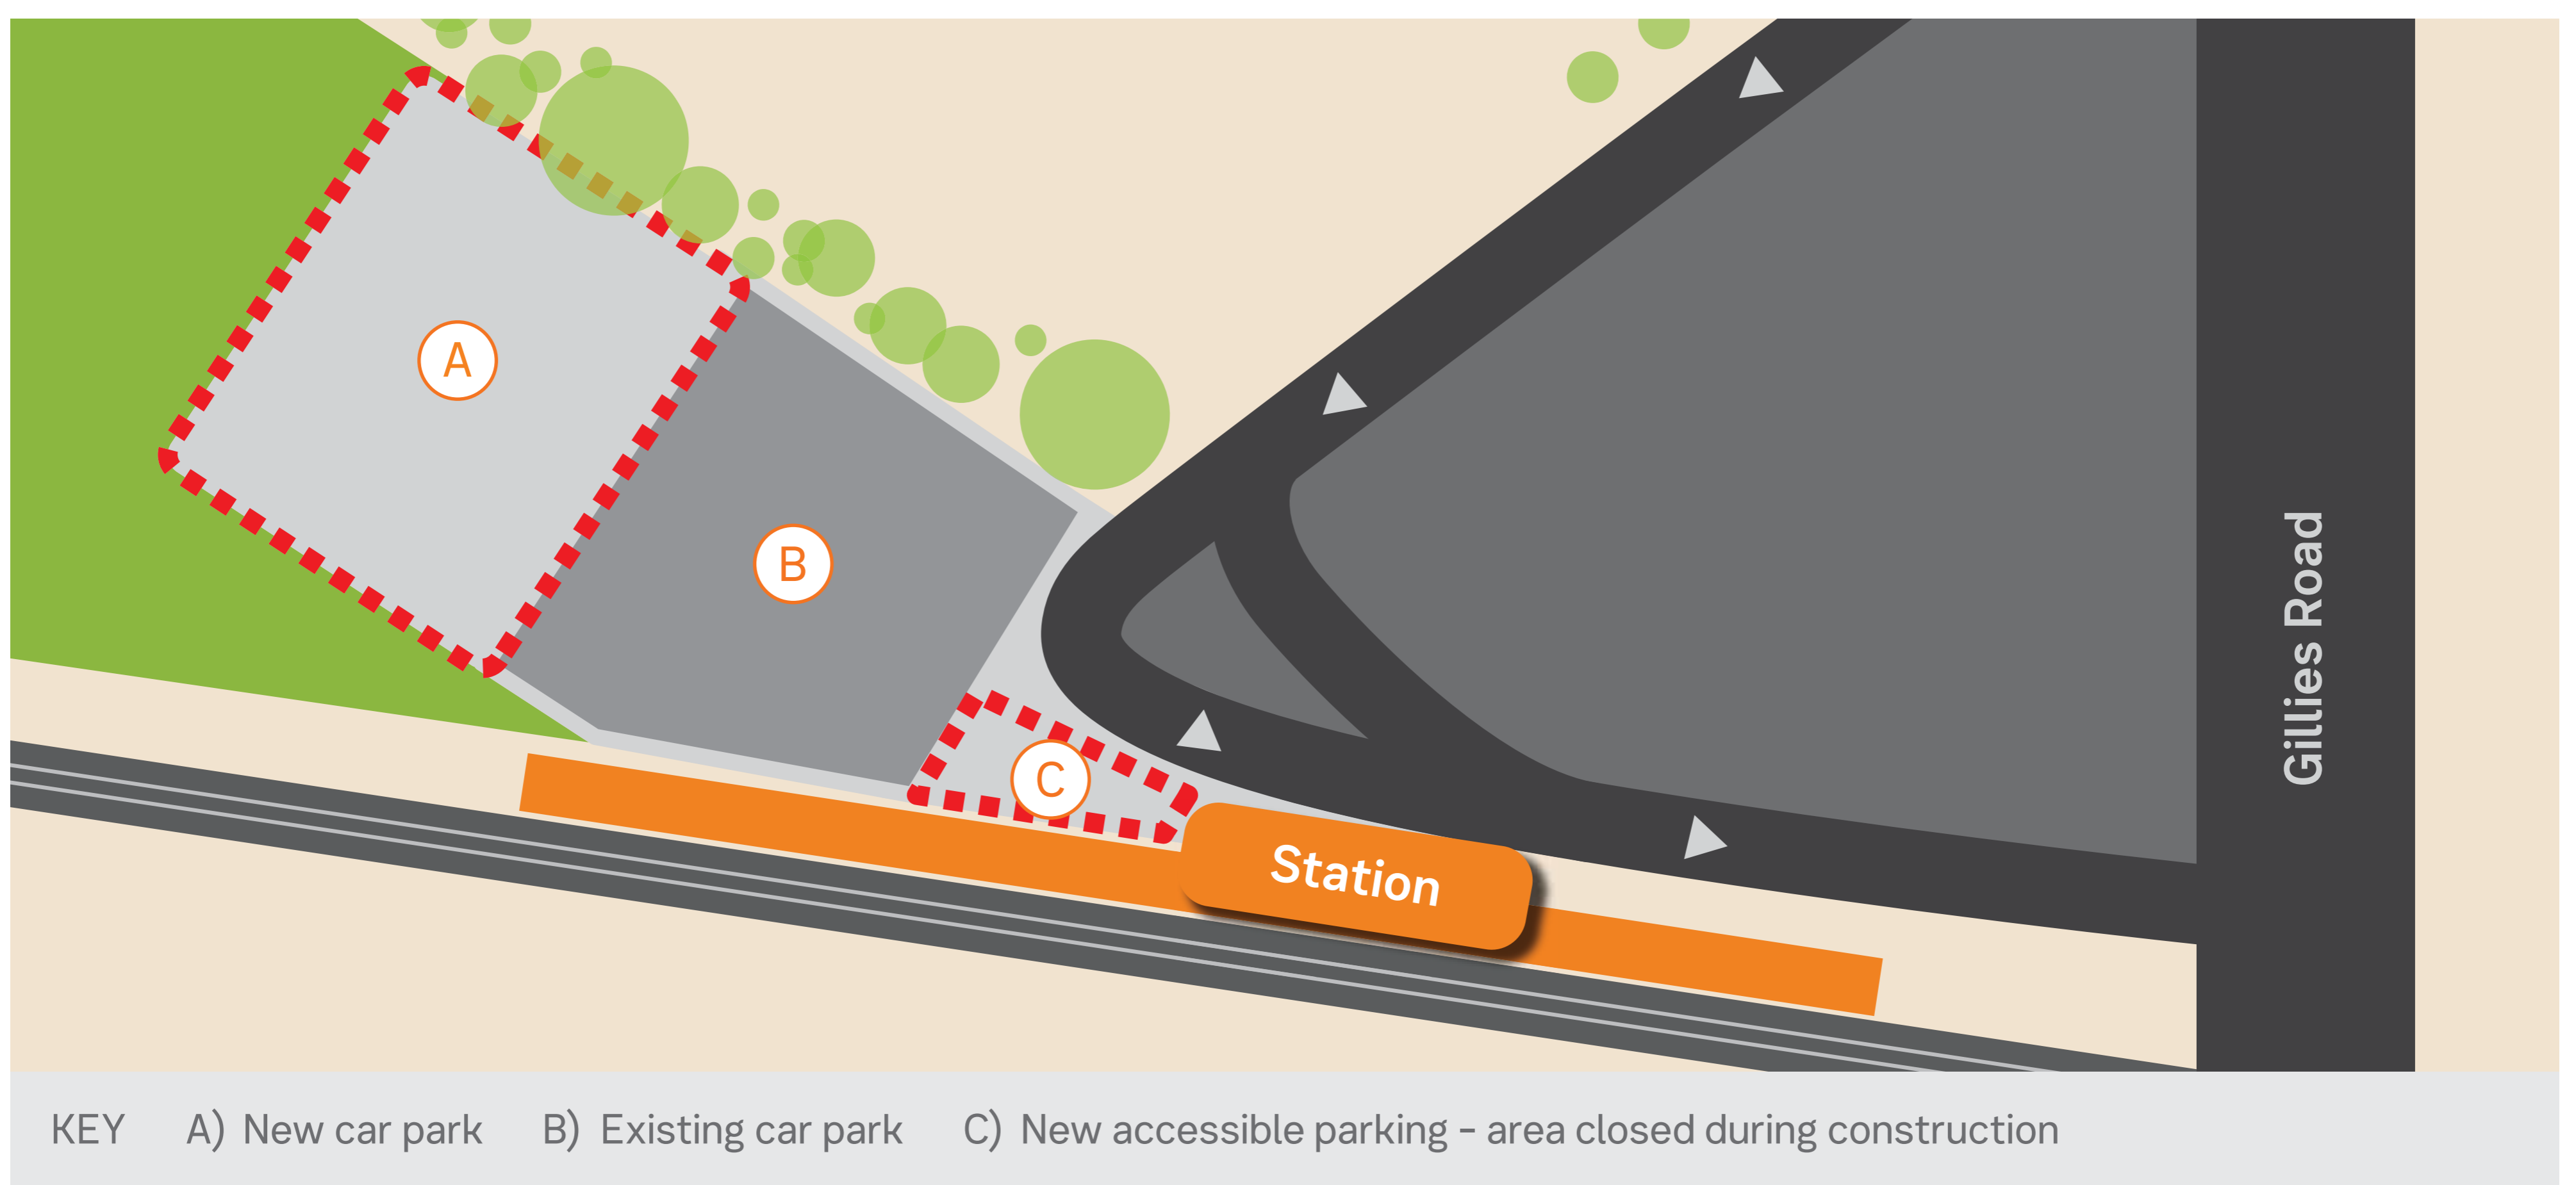 A
B
C
Station
Gillies Road
KEY A) New car park B) Existing car park C) New accessible parking – area closed during construction